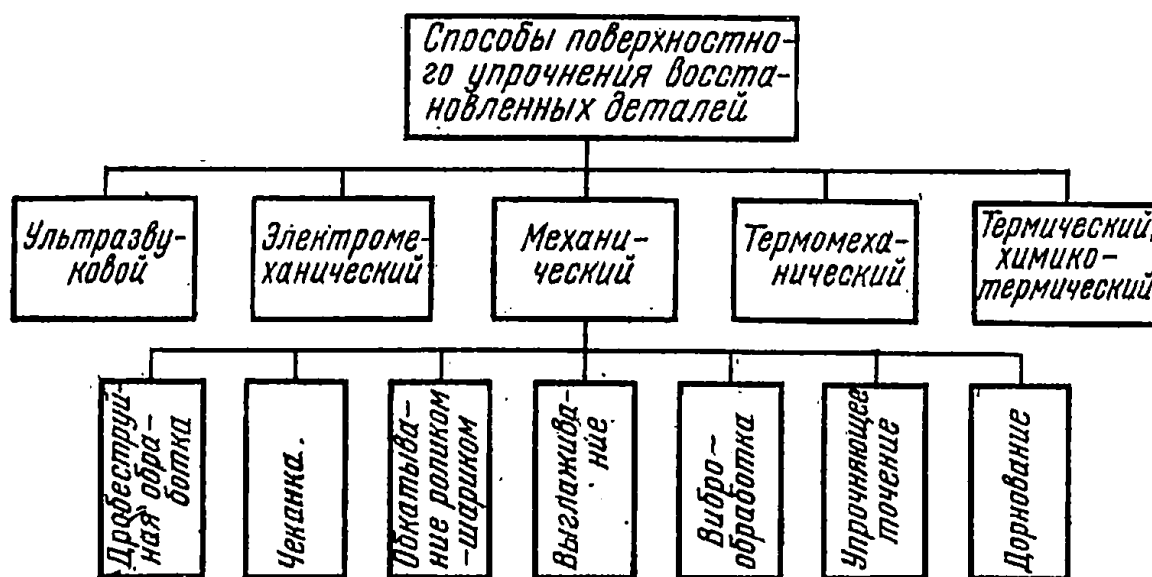 Способы поверхностно-
го упрочнения восста-
новленных деталей
Ультразву-
ковой
Электроме-
ханический
Механи-
ческий
Термомеха-
нический
Термический,
химико-
термический
Дробеструй-
ная обра-
ботка
Чеканка.
Обкатыва-
ние роликом
-шариком
Выглажива-
ние
Вибро-
обработка
Упрочняющее
точение
Дорнование